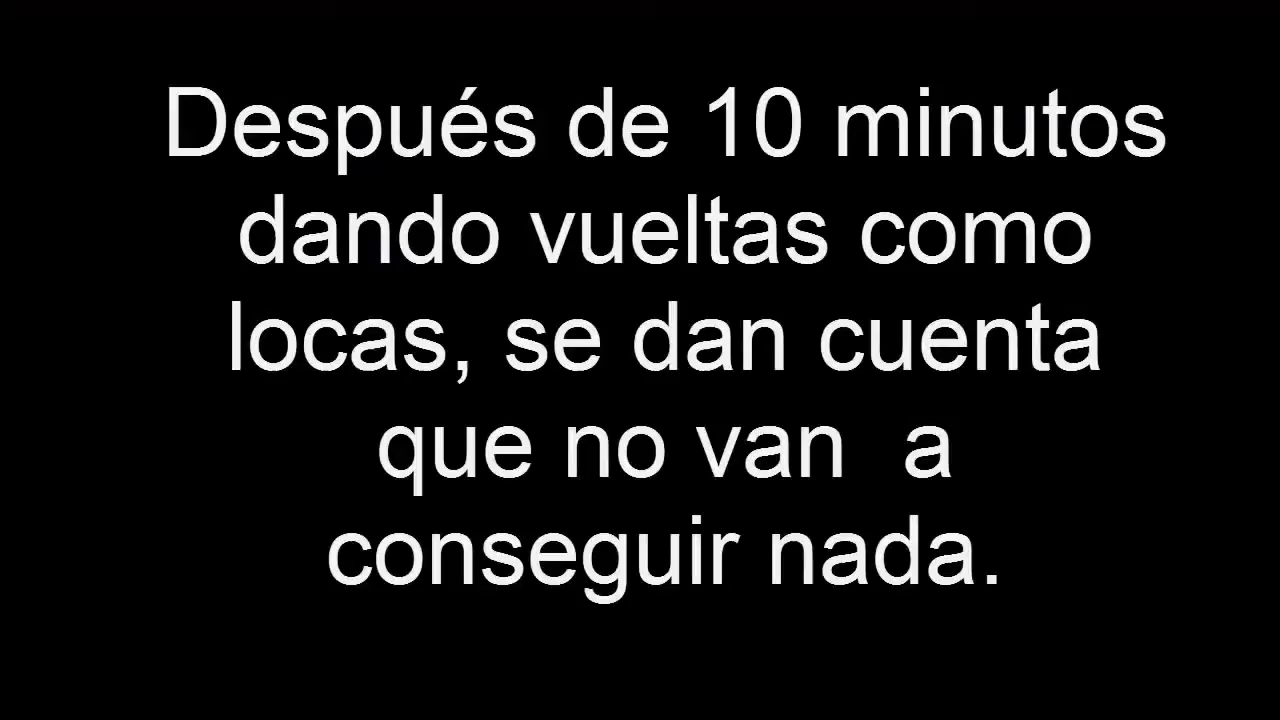 Después de 10 minutos
dando vueltas como
locas, se dan cuenta
que no van  a
conseguir nada.